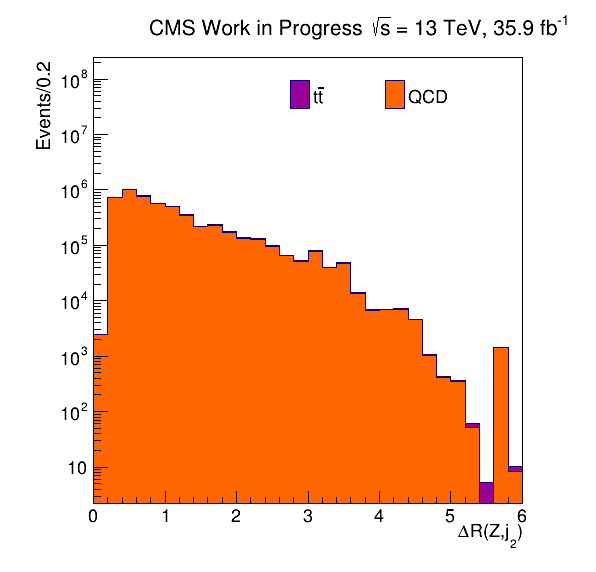 CMS Work in Progress √s = 13 TeV, 35.9 fb⁻¹
Events/0.2
tt̄
QCD
10⁸
10⁷
10⁶
10⁵
10⁴
10³
10²
10
0 1 2 3 4 5 6
ΔR(Z,j₂)